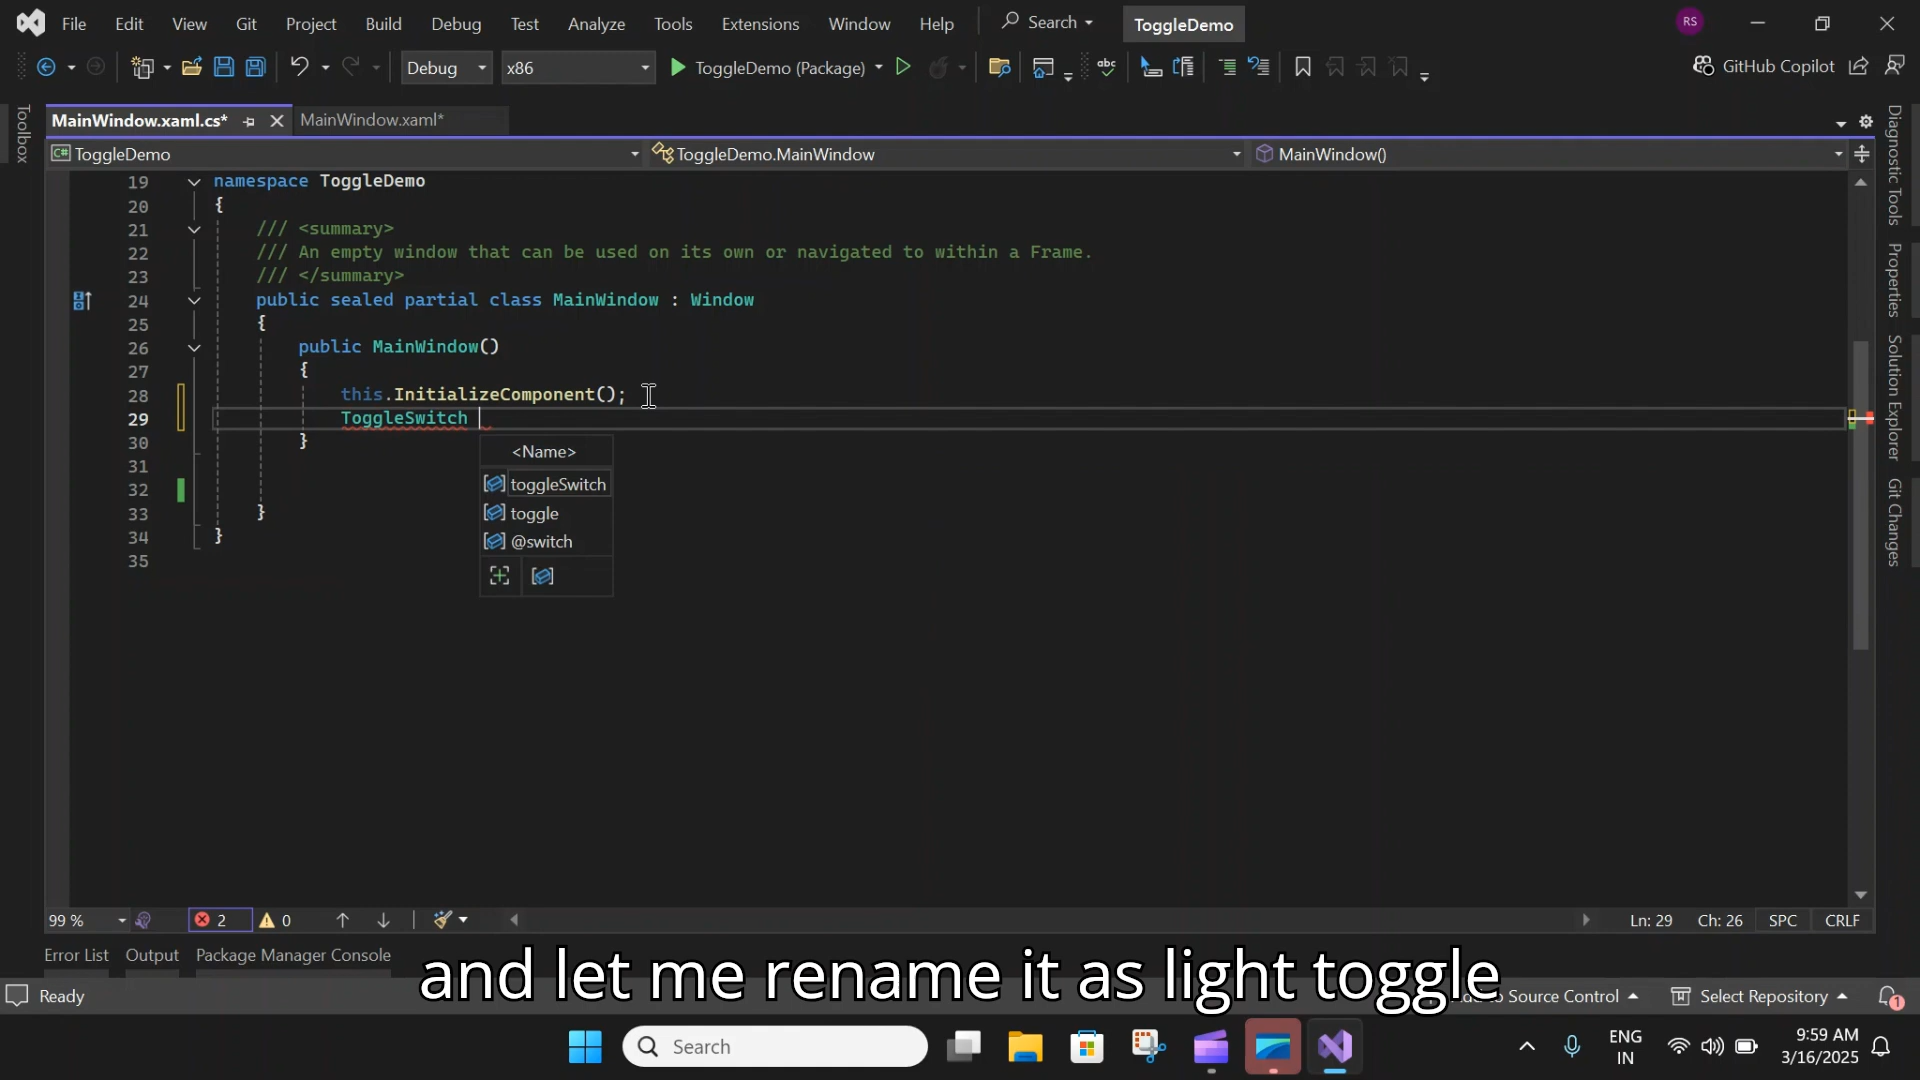 File Edit View Git Project Build Debug Test Analyze Tools Extensions Window Help Search ToggleDemo RS
Debug x86 ToggleDemo (Package) abc GitHub Copilot
MainWindow.xaml.cs* MainWindow.xaml*
C# ToggleDemo ToggleDemo.MainWindow MainWindow()
Toolbox
19 namespace ToggleDemo
20 {
21 /// <summary>
22 /// An empty window that can be used on its own or navigated to within a Frame.
23 /// </summary>
24 public sealed partial class MainWindow : Window
25 {
26 public MainWindow()
27 {
28 this.InitializeComponent();
29 ToggleSwitch
30 }
31
32
33 }
34 }
35
<Name>
toggleSwitch
toggle
@switch
Diagnostic Tools
Properties
Solution Explorer
Git Changes
99 % 2 0 Ln: 29 Ch: 26 SPC CRLF
Error List Output Package Manager Console
and let me rename it as light toggle
Ready to Source Control Select Repository 1
Search ENG IN 9:59 AM 3/16/2025